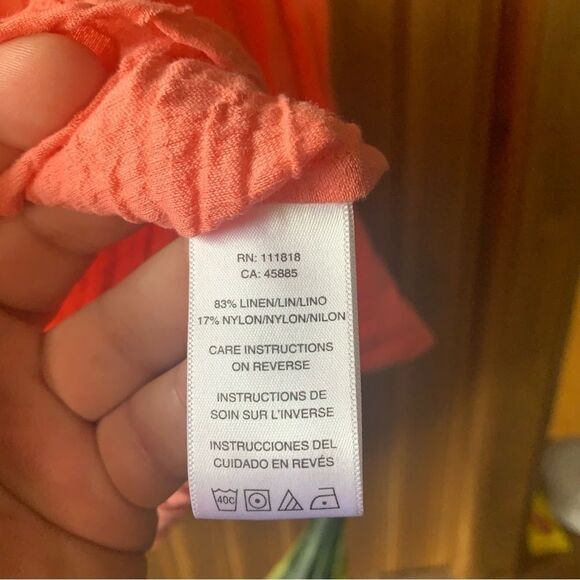 RN: 111818
CA: 45885
83% LINEN/LIN/LINO
17% NYLON/NYLON/NILON
CARE INSTRUCTIONS
ON REVERSE
INSTRUCTIONS DE
SOIN SUR L'INVERSE
INSTRUCCIONES DEL
CUIDADO EN REVÉS
40C